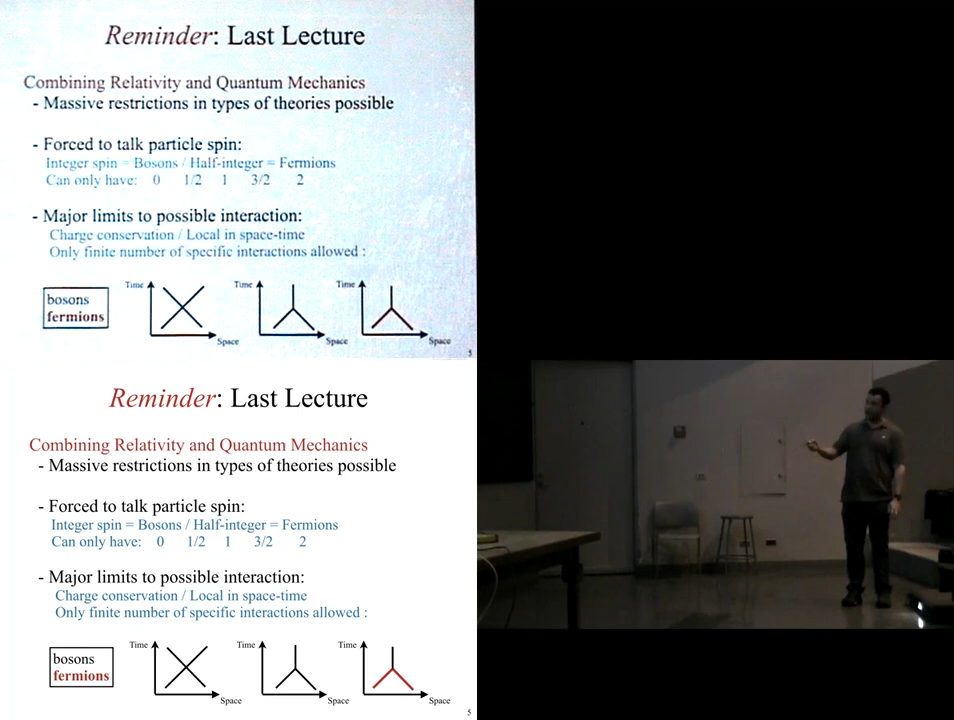 Reminder: Last Lecture
Combining Relativity and Quantum Mechanics
- Massive restrictions in types of theories possible
- Forced to talk particle spin:
Integer spin = Bosons / Half-integer = Fermions
Can only have: 0 1/2 1 3/2 2
- Major limits to possible interaction:
Charge conservation / Local in space-time
Only finite number of specific interactions allowed :
bosons
fermions
Time Space
Time Space
Time Space
5
Reminder: Last Lecture
Combining Relativity and Quantum Mechanics
- Massive restrictions in types of theories possible
- Forced to talk particle spin:
Integer spin = Bosons / Half-integer = Fermions
Can only have: 0 1/2 1 3/2 2
- Major limits to possible interaction:
Charge conservation / Local in space-time
Only finite number of specific interactions allowed :
bosons
fermions
Time Space
Time Space
Time Space
5